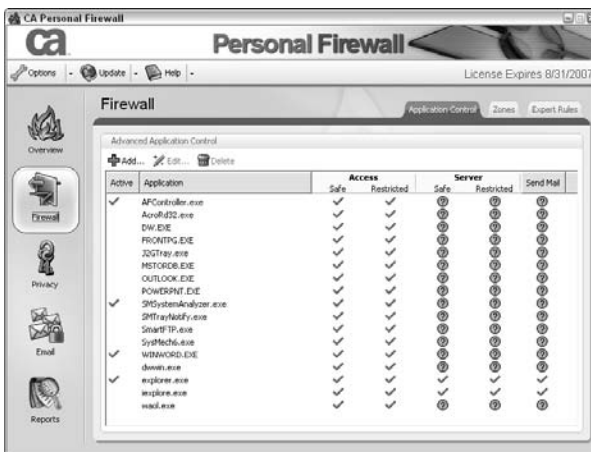 CA Personal Firewall
ca
Personal Firewall
Options
Update
Help
License Expires 8/31/2007
Firewall
Application Control
Zones
Expert Rules
Overview
Firewall
Privacy
Email
Reports
Advanced Application Control
Add...
Edit...
Delete
Active
Application
Access
Server
Send Mail
Safe
Restricted
Safe
Restricted
AFController.exe
AcroRd32.exe
DW.EXE
FRONTPG.EXE
J2GTray.exe
MSTORDB.EXE
OUTLOOK.EXE
POWERPNT.EXE
SMSystemAnalyzer.exe
SMTrayNotify.exe
SmartFTP.exe
SysMech6.exe
WINWORD.EXE
dwwin.exe
explorer.exe
iexplore.exe
waol.exe